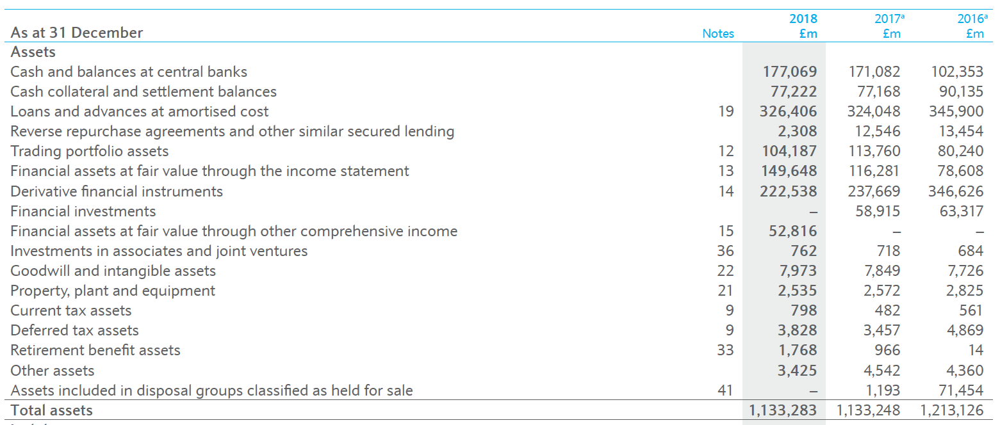 2018 2017ª 2016ª
As at 31 December Notes £m £m £m
Assets
Cash and balances at central banks 177,069 171,082 102,353
Cash collateral and settlement balances 77,222 77,168 90,135
Loans and advances at amortised cost 19 326,406 324,048 345,900
Reverse repurchase agreements and other similar secured lending 2,308 12,546 13,454
Trading portfolio assets 12 104,187 113,760 80,240
Financial assets at fair value through the income statement 13 149,648 116,281 78,608
Derivative financial instruments 14 222,538 237,669 346,626
Financial investments – 58,915 63,317
Financial assets at fair value through other comprehensive income 15 52,816 – –
Investments in associates and joint ventures 36 762 718 684
Goodwill and intangible assets 22 7,973 7,849 7,726
Property, plant and equipment 21 2,535 2,572 2,825
Current tax assets 9 798 482 561
Deferred tax assets 9 3,828 3,457 4,869
Retirement benefit assets 33 1,768 966 14
Other assets 3,425 4,542 4,360
Assets included in disposal groups classified as held for sale 41 – 1,193 71,454
Total assets 1,133,283 1,133,248 1,213,126